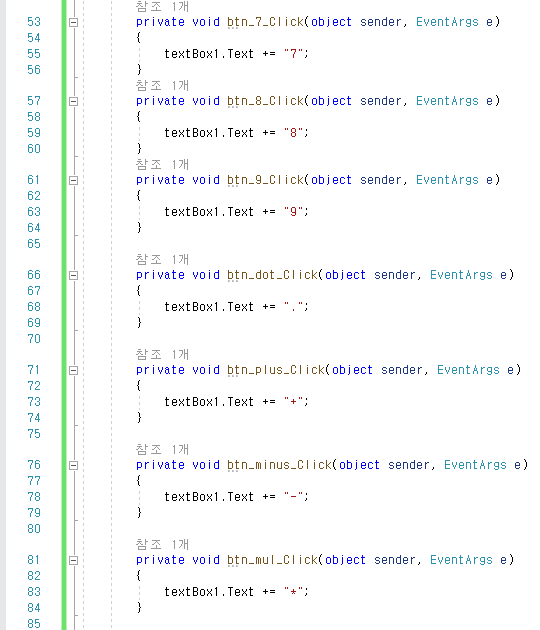 참조 1개
53 private void btn_7_Click(object sender, EventArgs e)
54 {
55 textBox1.Text += "7";
56 }
참조 1개
57 private void btn_8_Click(object sender, EventArgs e)
58 {
59 textBox1.Text += "8";
60 }
참조 1개
61 private void btn_9_Click(object sender, EventArgs e)
62 {
63 textBox1.Text += "9";
64 }
65
참조 1개
66 private void btn_dot_Click(object sender, EventArgs e)
67 {
68 textBox1.Text += ".";
69 }
70
참조 1개
71 private void btn_plus_Click(object sender, EventArgs e)
72 {
73 textBox1.Text += "+";
74 }
75
참조 1개
76 private void btn_minus_Click(object sender, EventArgs e)
77 {
78 textBox1.Text += "-";
79 }
80
참조 1개
81 private void btn_mul_Click(object sender, EventArgs e)
82 {
83 textBox1.Text += "*";
84 }
85